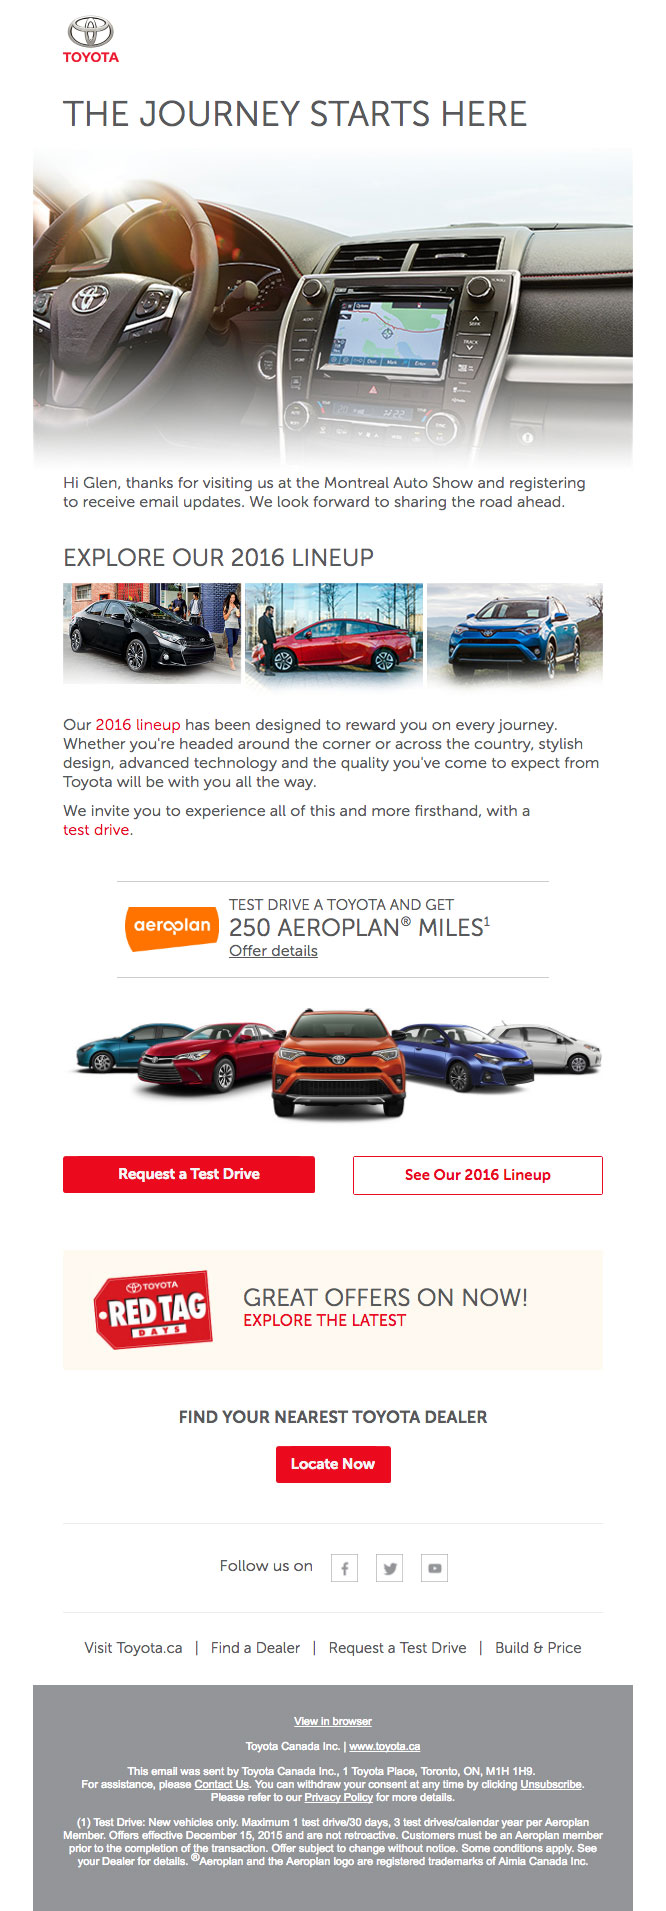 TOYOTA
THE JOURNEY STARTS HERE
SCROLL
AUDIO
APPS
SEEK
TRACK
Hi Glen, thanks for visiting us at the Montreal Auto Show and registering
to receive email updates. We look forward to sharing the road ahead.
EXPLORE OUR 2016 LINEUP
Our 2016 lineup has been designed to reward you on every journey.
Whether you're headed around the corner or across the country, stylish
design, advanced technology and the quality you've come to expect from
Toyota will be with you all the way.
We invite you to experience all of this and more firsthand, with a
test drive.
aeroplan
TEST DRIVE A TOYOTA AND GET
250 AEROPLAN® MILES1
Offer details
Request a Test Drive
See Our 2016 Lineup
TOYOTA
RED TAG
DAYS
GREAT OFFERS ON NOW!
EXPLORE THE LATEST
FIND YOUR NEAREST TOYOTA DEALER
Locate Now
Follow us on
Visit Toyota.ca | Find a Dealer | Request a Test Drive | Build & Price
View in browser
Toyota Canada Inc. | www.toyota.ca
This email was sent by Toyota Canada Inc., 1 Toyota Place, Toronto, ON, M1H 1H9.
For assistance, please Contact Us. You can withdraw your consent at any time by clicking Unsubscribe.
Please refer to our Privacy Policy for more details.
(1) Test Drive: New vehicles only. Maximum 1 test drive/30 days, 3 test drives/calendar year per Aeroplan
Member. Offers effective December 15, 2015 and are not retroactive. Customers must be an Aeroplan member
prior to the completion of the transaction. Offer subject to change without notice. Some conditions apply. See
your Dealer for details. ®Aeroplan and the Aeroplan logo are registered trademarks of Aimia Canada Inc.